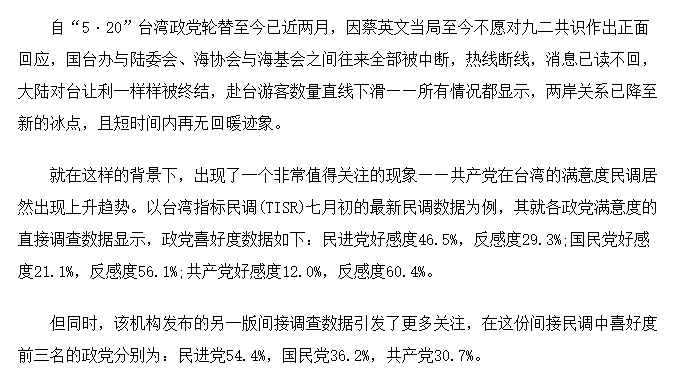 自“5·20”台湾政党轮替至今已近两月，因蔡英文当局至今不愿对九二共识作出正面
回应，国台办与陆委会、海协会与海基会之间往来全部被中断，热线断线，消息已读不回，
大陆对台让利一样样被终结，赴台游客数量直线下滑——所有情况都显示，两岸关系已降至
新的冰点，且短时间内再无回暖迹象。
就在这样的背景下，出现了一个非常值得关注的现象——共产党在台湾的满意度民调居
然出现上升趋势。以台湾指标民调(TISR)七月初的最新民调数据为例，其就各政党满意度的
直接调查数据显示，政党喜好度数据如下：民进党好感度46.5%，反感度29.3%;国民党好感
度21.1%，反感度56.1%;共产党好感度12.0%，反感度60.4%。
但同时，该机构发布的另一版间接调查数据引发了更多关注，在这份间接民调中喜好度
前三名的政党分别为：民进党54.4%，国民党36.2%，共产党30.7%。